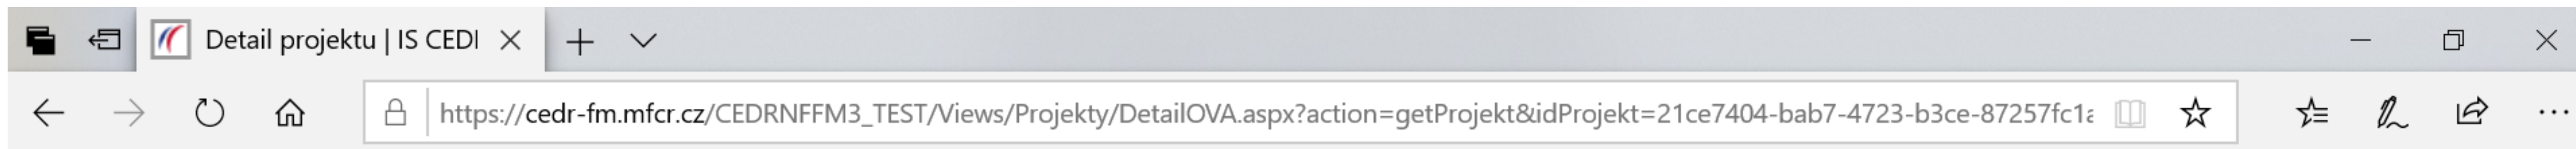 Detail projektu | IS CEDI
https://cedr-fm.mfcr.cz/CEDRNFFM3_TEST/Views/Projekty/DetailOVA.aspx?action=getProjekt&idProjekt=21ce7404-bab7-4723-b3ce-87257fc1a